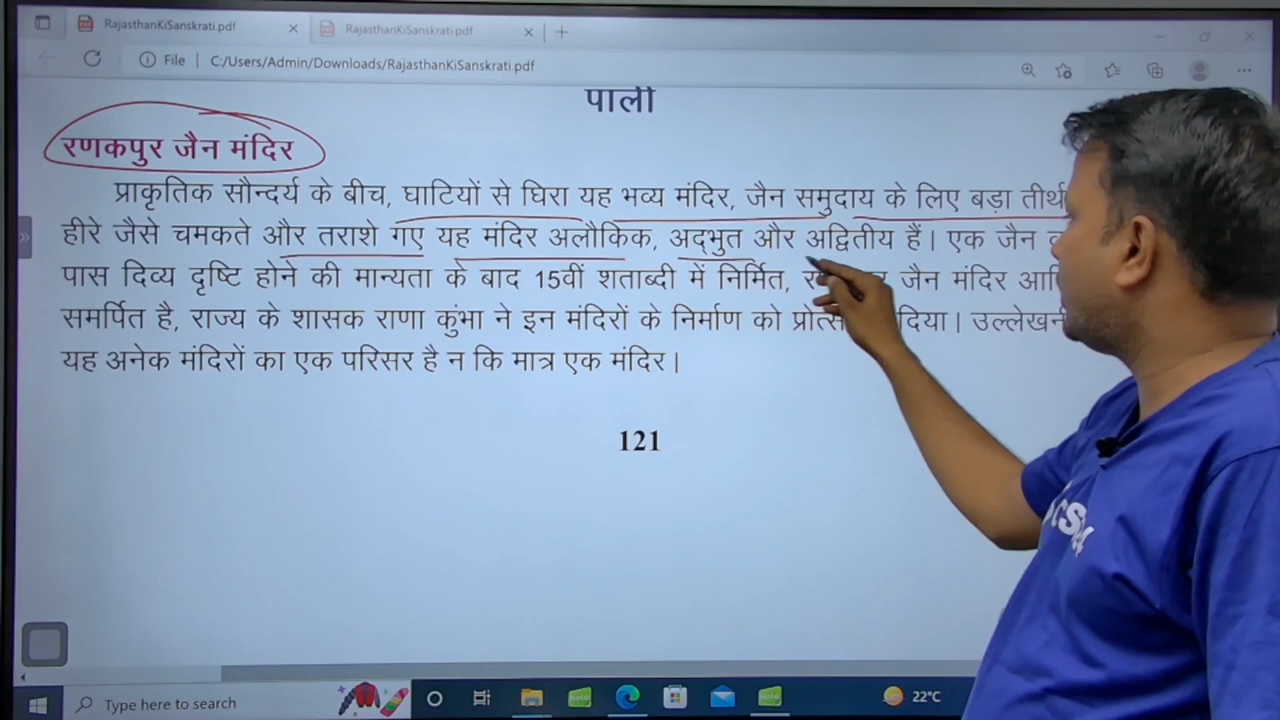 RajasthanKiSanskrati.pdf
RajasthanKiSanskrati.pdf
File
C:/Users/Admin/Downloads/RajasthanKiSanskrati.pdf
पाली
रणकपुर जैन मंदिर
प्राकृतिक सौन्दर्य के बीच, घाटियों से घिरा यह भव्य मंदिर, जैन समुदाय के लिए बड़ा तीर्थ
हीरे जैसे चमकते और तराशे गए यह मंदिर अलौकिक, अद्भुत और अद्वितीय हैं। एक जैन
पास दिव्य दृष्टि होने की मान्यता के बाद 15वीं शताब्दी में निर्मित, जैन मंदिर
समर्पित है, राज्य के शासक राणा कुंभा ने इन मंदिरों के निर्माण को दिया।
यह अनेक मंदिरों का एक परिसर है न कि मात्र एक मंदिर।
121
Type here to search
22°C